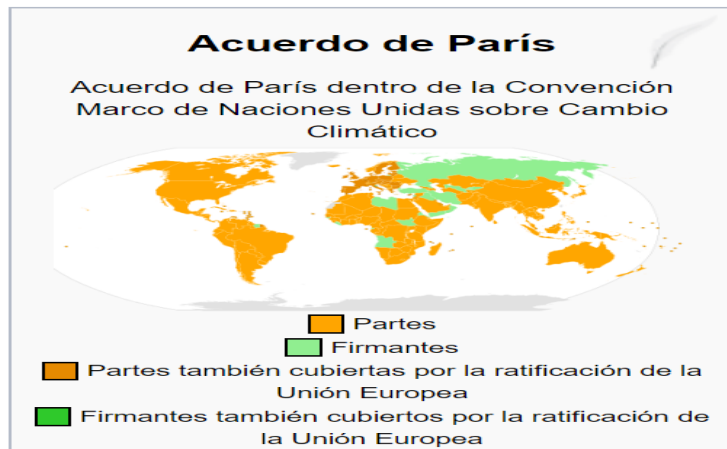 Acuerdo de París
Acuerdo de París dentro de la Convención
Marco de Naciones Unidas sobre Cambio
Climático
Partes
Firmantes
Partes también cubiertas por la ratificación de la
Unión Europea
Firmantes también cubiertos por la ratificación de
la Unión Europea